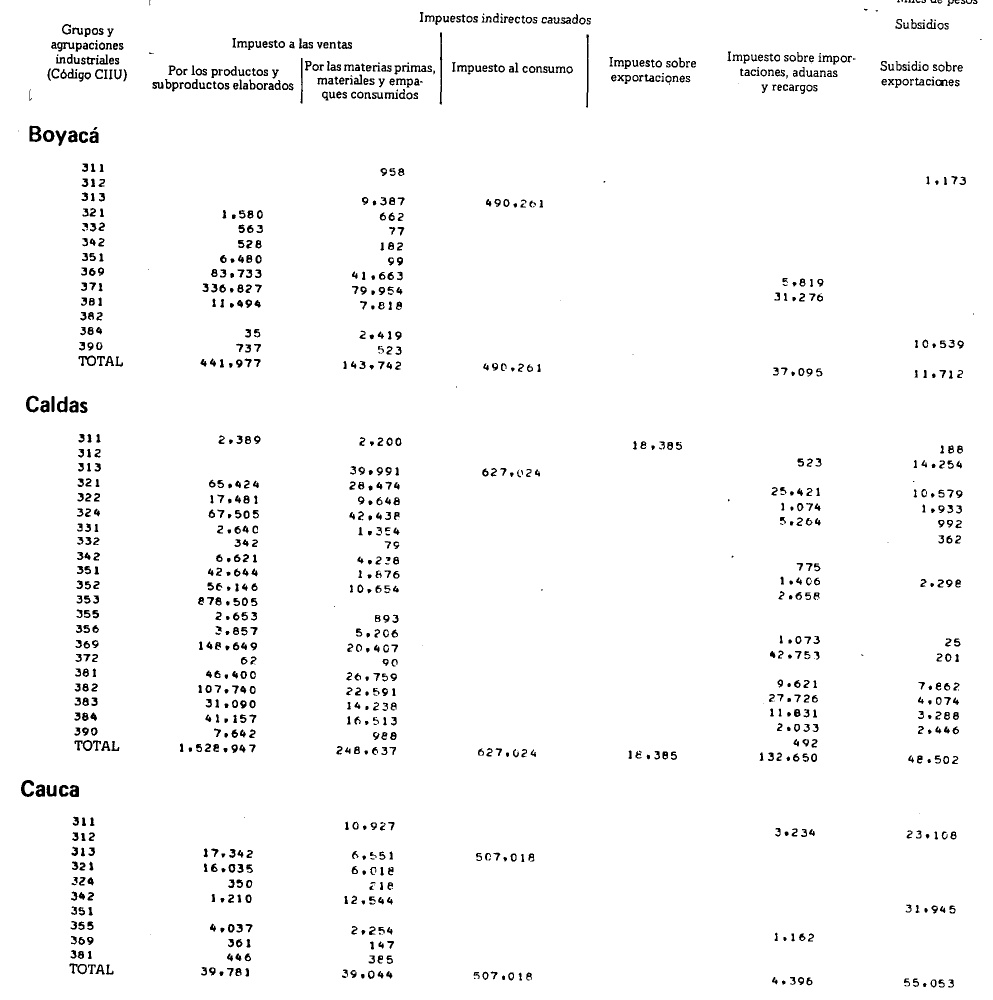 Miles de pesos
Impuestos indirectos causados
Subsidios
Grupos y
agrupaciones
industriales
(Código CIIU)
Impuesto a las ventas
Por los productos y
subproductos elaborados
Por las materias primas,
materiales y empa-
ques consumidos
Impuesto al consumo
Impuesto sobre
exportaciones
Impuesto sobre impor-
taciones, aduanas
y recargos
Subsidio sobre
exportaciones
Boyacá
311 958 1.173
312
313 9.387 490.261
321 1.580 662
332 563 77
342 528 182
351 6.480 99
369 83.733 41.663 5.819
371 336.827 79.954 31.276
381 11.494 7.818
382
384 35 2.419 10.539
390 737 523
TOTAL 441.977 143.742 490.261 37.095 11.712
Caldas
311 2.389 2.200 18.385 188
312 523 14.254
313 39.991 627.024
321 65.424 28.474 25.421 10.579
322 17.481 9.648 1.074 1.933
324 67.505 42.438 5.264 992
331 2.640 1.354 362
332 342 79
342 6.621 4.238 775
351 42.644 1.876 1.406 2.298
352 56.146 10.654 2.658
353 878.505
355 2.653 893
356 3.857 5.206 1.073 25
369 148.649 20.407 42.753 201
372 62 90
381 46.400 26.759 9.621 7.862
382 107.740 22.591 27.726 4.074
383 31.090 14.238 11.831 3.288
384 41.157 16.513 2.033 2.446
390 7.642 988 492
TOTAL 1.528.947 248.637 627.024 18.385 132.650 48.502
Cauca
311 10.927 3.234 23.108
312
313 17.342 6.551 507.018
321 16.035 6.018
324 350 218
342 1.210 12.544 31.945
351
355 4.037 2.254 1.162
369 361 147
381 446 385
TOTAL 39.781 39.044 507.018 4.396 55.053